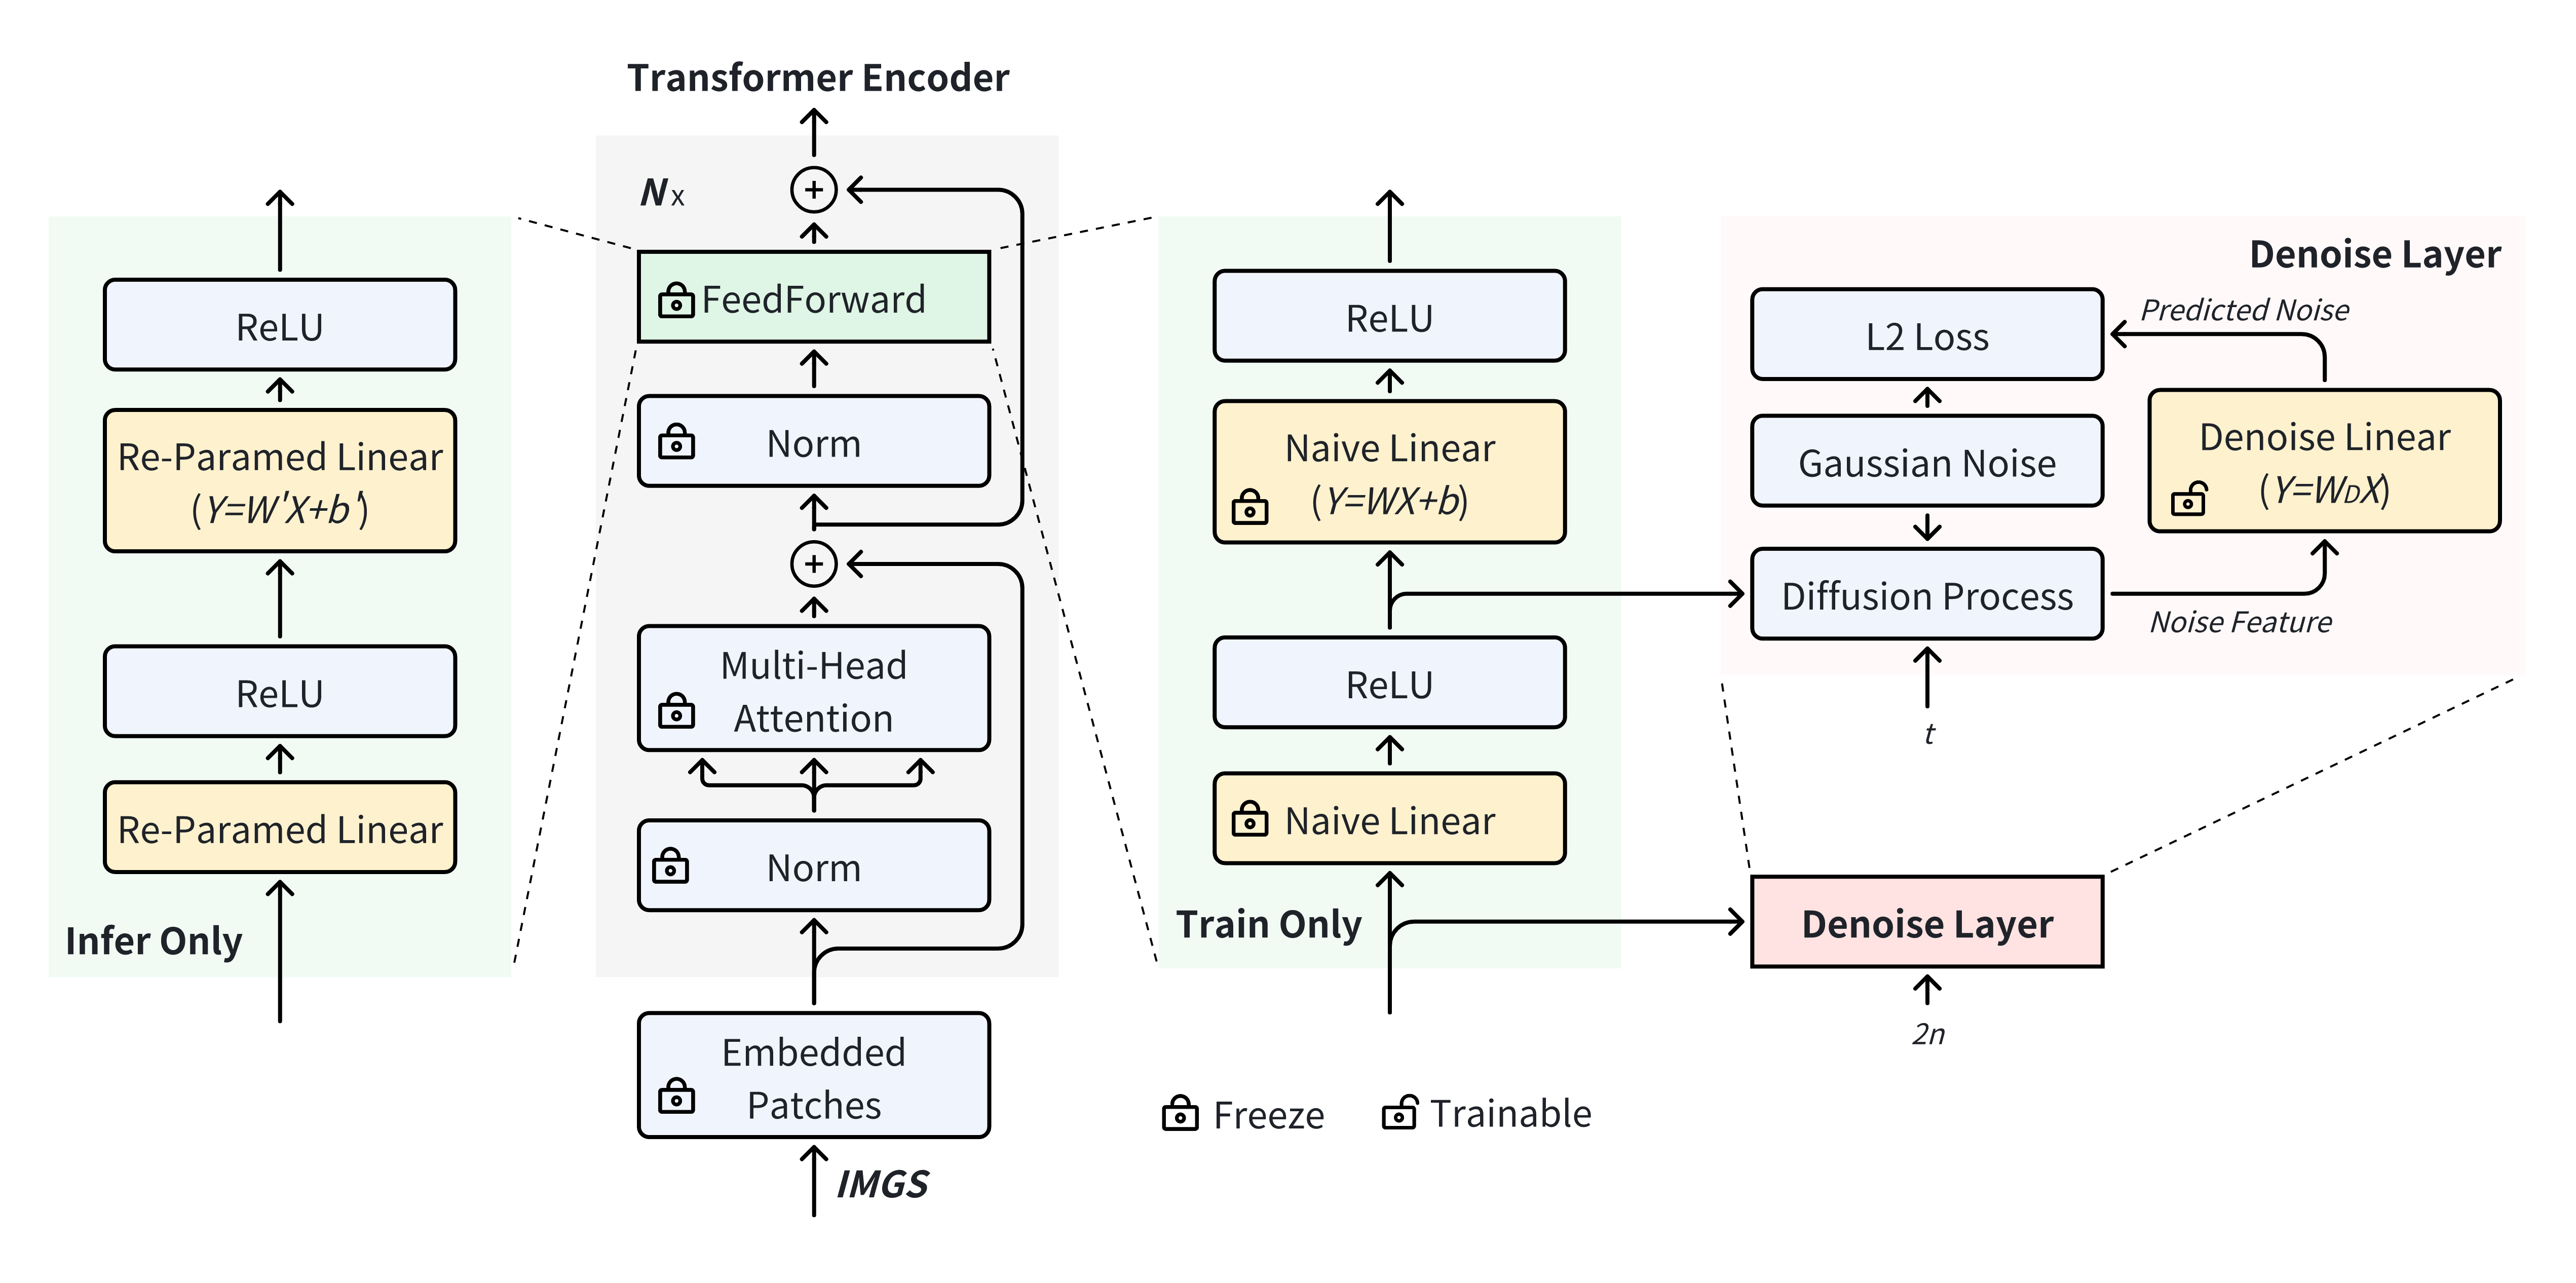 Transformer Encoder
N x
FeedForward
Norm
Multi-Head
Attention
Norm
Embedded
Patches
IMGS
ReLU
Re-Paramed Linear
(Y=W'X+b')
ReLU
Re-Paramed Linear
Infer Only
ReLU
Naive Linear
(Y=WX+b)
ReLU
Naive Linear
Train Only
Freeze
Trainable
Denoise Layer
L2 Loss
Predicted Noise
Gaussian Noise
Denoise Linear
(Y=WDX)
Diffusion Process
Noise Feature
t
Denoise Layer
2n